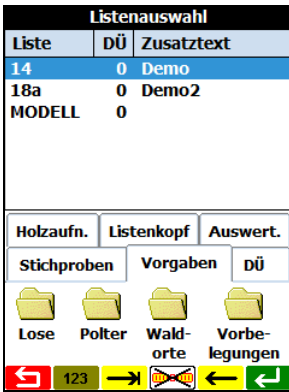 Listenauswahl
Liste DÜ Zusatztext
14 0 Demo
18a 0 Demo2
MODELL 0
Holzaufn. Listenkopf Auswert.
Stichproben Vorgaben DÜ
Lose Polter Wald- Vorbe-
orte legungen
123